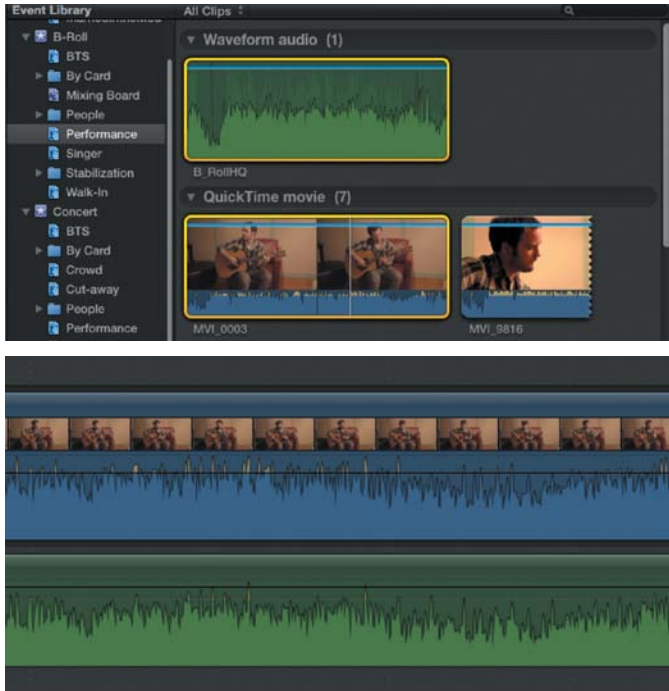 Event Library
All Clips
B-Roll
BTS
By Card
Mixing Board
People
Performance
Singer
Stabilization
Walk-In
Concert
BTS
By Card
Crowd
Cut-away
People
Performance
Waveform audio (1)
B_RollHQ
QuickTime movie (7)
MVI_0003
MVI_9816